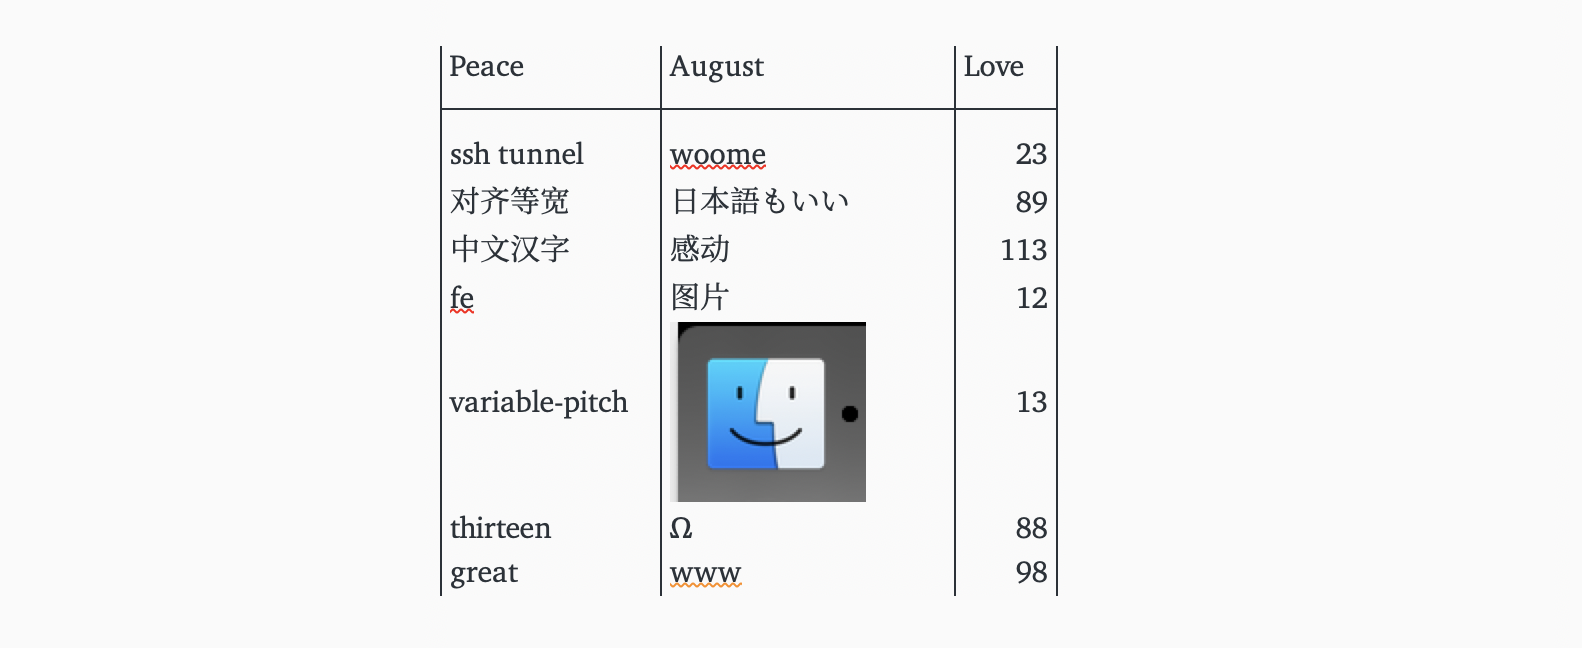 Peace August Love
ssh tunnel woome 23
对齐等宽 日本語もいい 89
中文汉字 感动 113
fe 图片 12
variable-pitch 13
thirteen Ω 88
great www 98